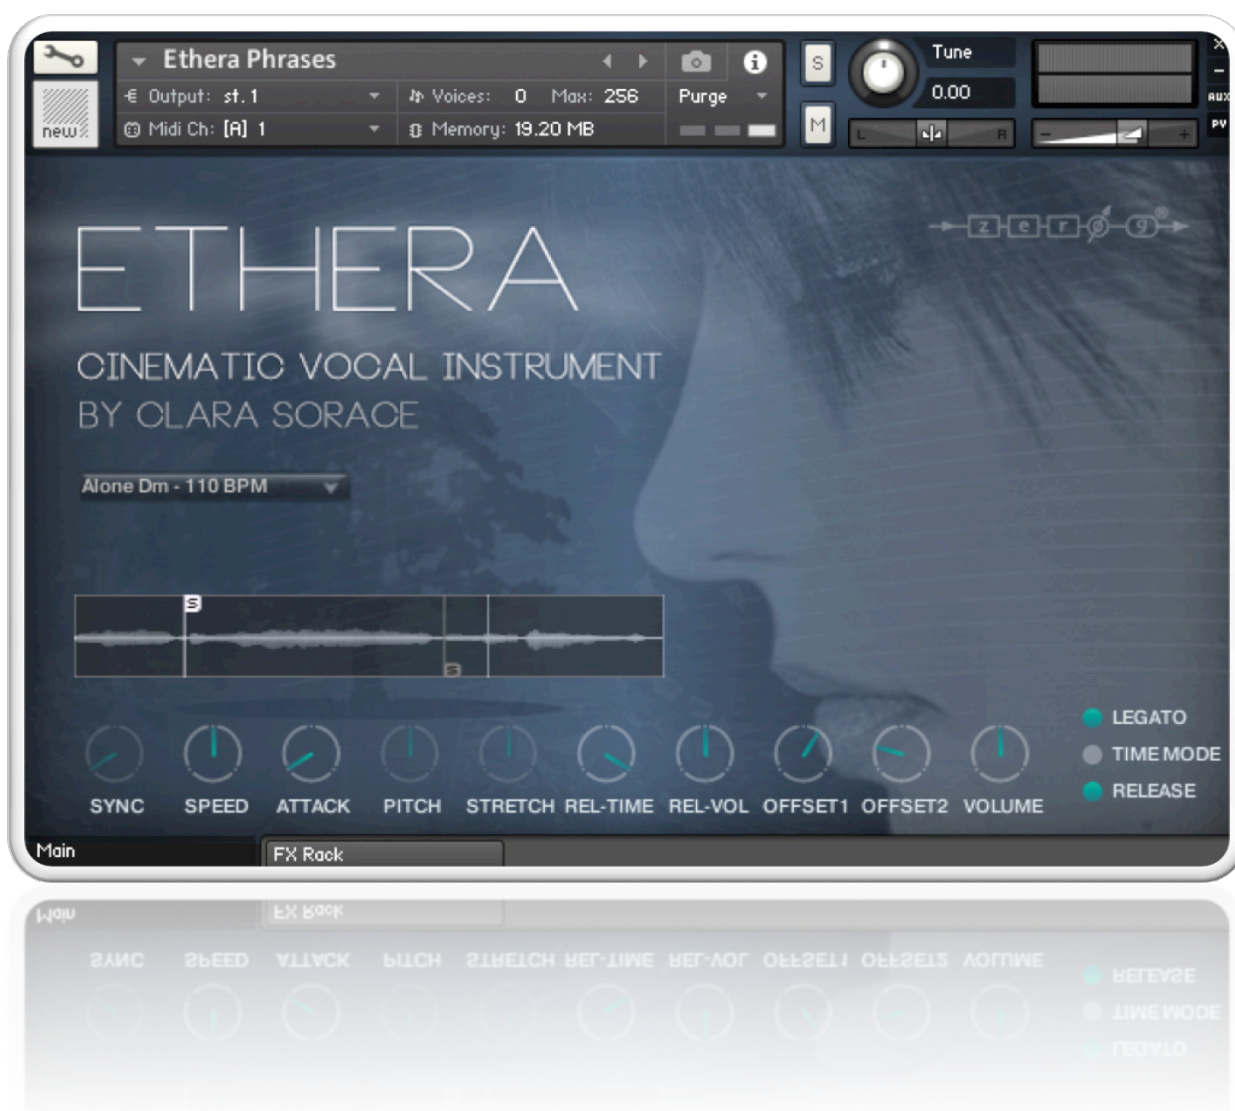 Ethera Phrases
Output: st.1
Voices: 0 Max: 256
Purge
Midi Ch: [A] 1
Memory: 19.20 MB
new
S
M
Tune
0.00
L R
- +
×
-
AUX
PV
z e r ø g®
ETHERA
CINEMATIC VOCAL INSTRUMENT
BY CLARA SORACE
Alone Dm - 110 BPM
S
S
LEGATO
TIME MODE
RELEASE
SYNC SPEED ATTACK PITCH STRETCH REL-TIME REL-VOL OFFSET1 OFFSET2 VOLUME
Main
FX Rack